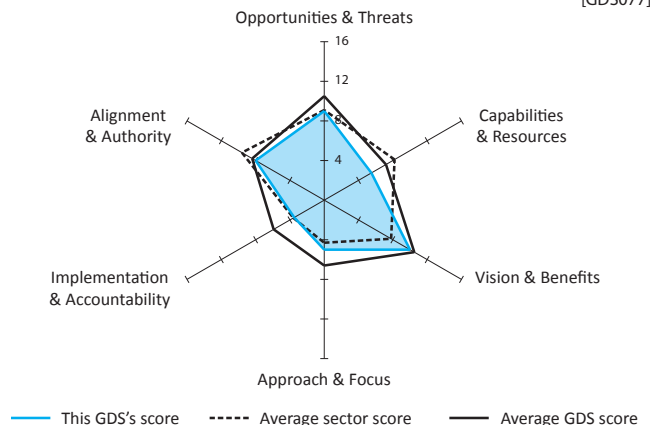 [GDS077]
Opportunities & Threats
16
12
8
4
Alignment
& Authority
Capabilities
& Resources
Implementation
& Accountability
Vision & Benefits
Approach & Focus
This GDS's score
Average sector score
Average GDS score